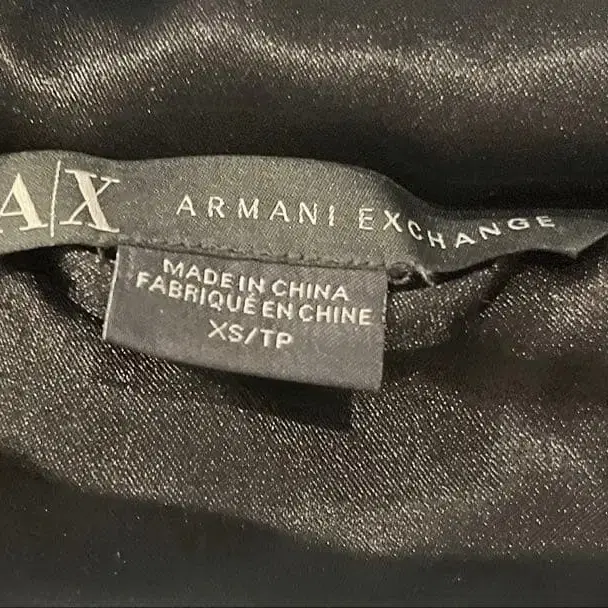 A|X ARMANI EXCHANGE
MADE IN CHINA
FABRIQUÉ EN CHINE
XS/TP